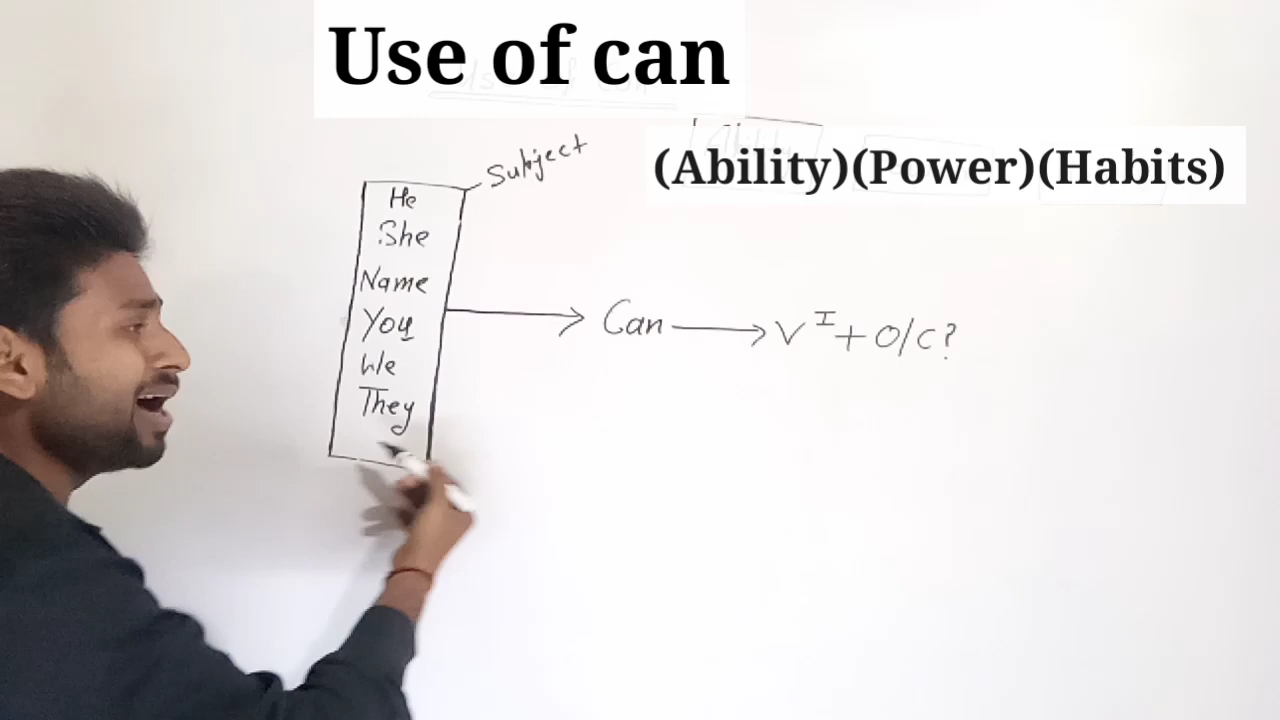 Use of can
(Ability)(Power)(Habits)
Subject
He
She
Name
You
We
They
Can
V I + O/C?